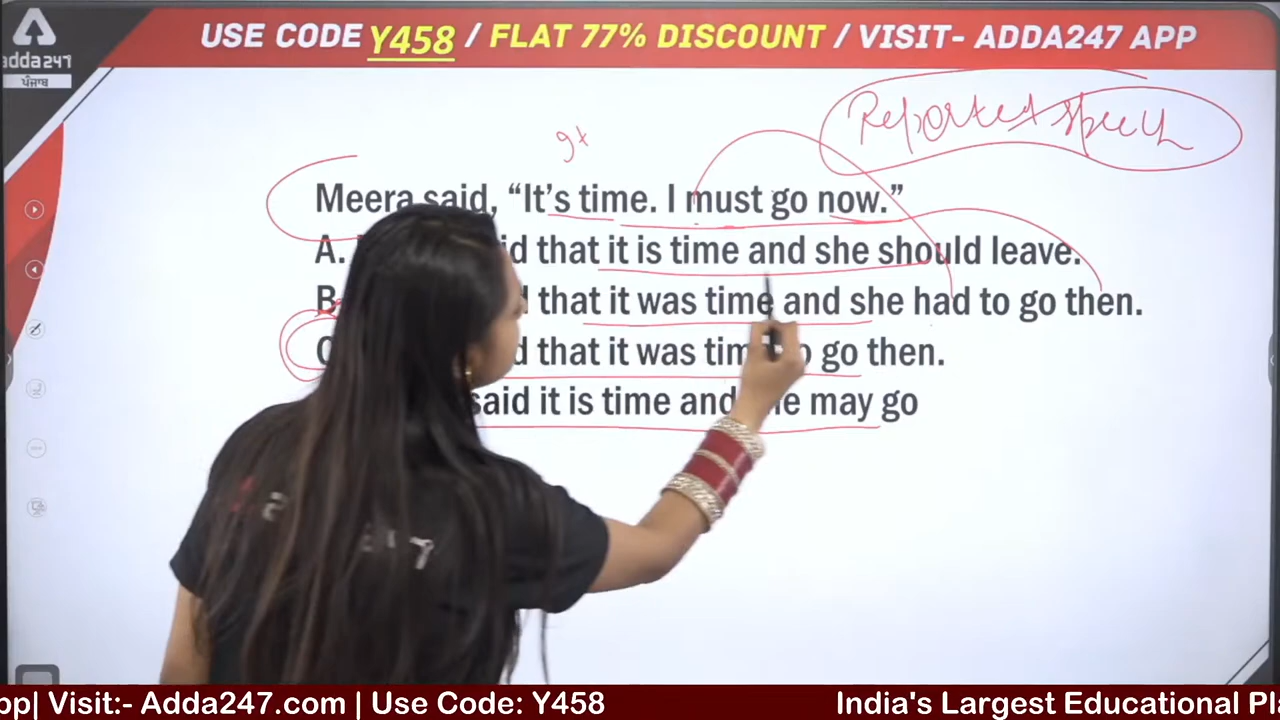 USE CODE Y458 / FLAT 77% DISCOUNT / VISIT- ADDA247 APP
adda247
ਪੰਜਾਬ
Reported speech
Meera said, “It’s time. I must go now.”
A. that it is time and she should leave.
B that it was time and she had to go then.
that it was go then.
said it is time and may go
pp| Visit:- Adda247.com | Use Code: Y458
India's Largest Educational Pl